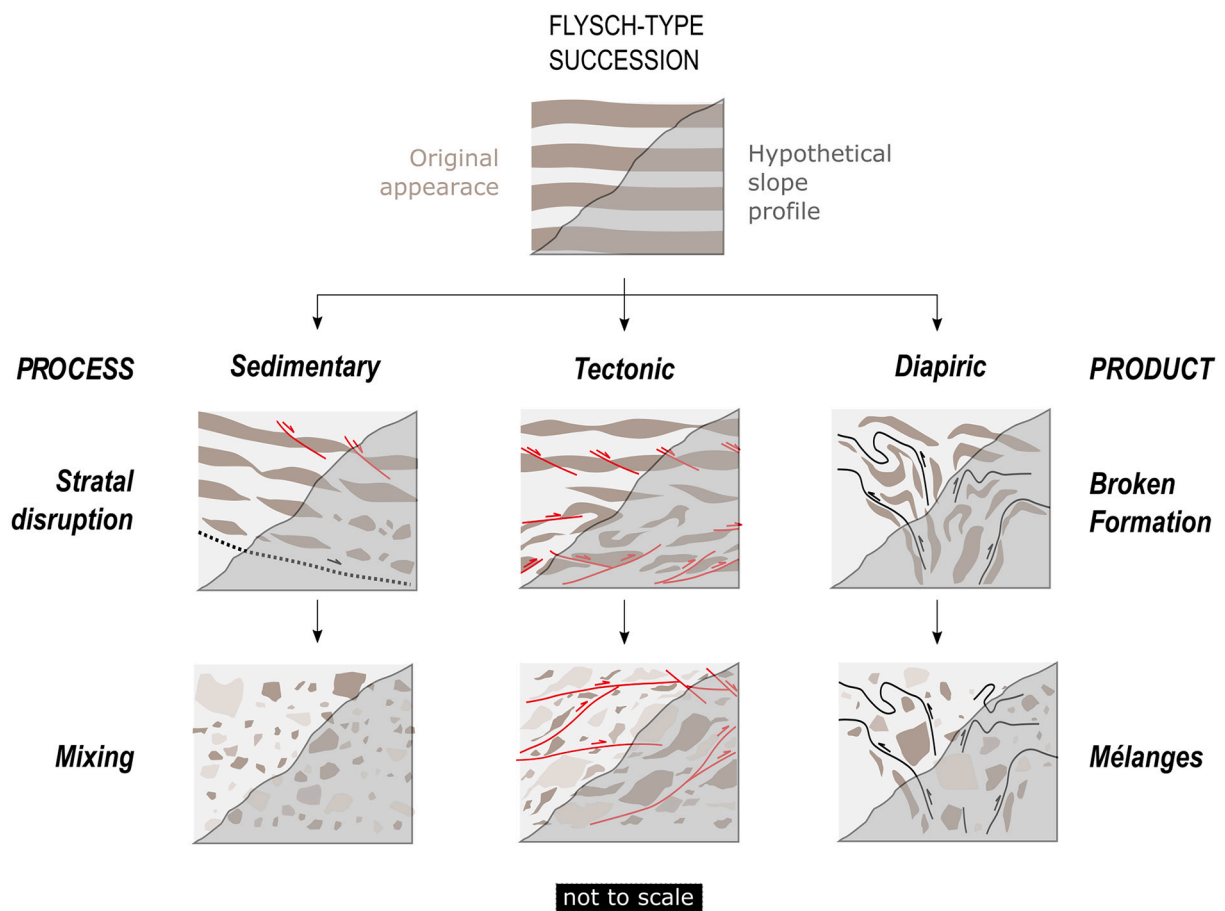 FLYSCH-TYPE
SUCCESSION
Original
appearace
Hypothetical
slope
profile
PROCESS
Sedimentary
Tectonic
Diapiric
PRODUCT
Stratal
disruption
Broken
Formation
Mixing
Mélanges
not to scale